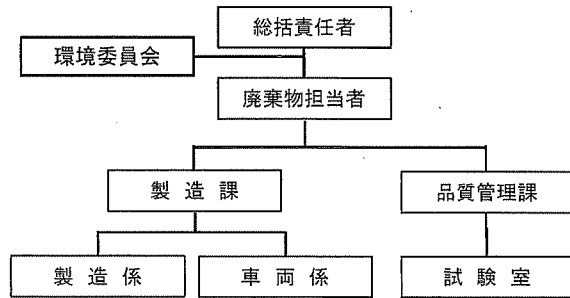 総括責任者
環境委員会
廃棄物担当者
製造課
品質管理課
製造係
車両係
試験室